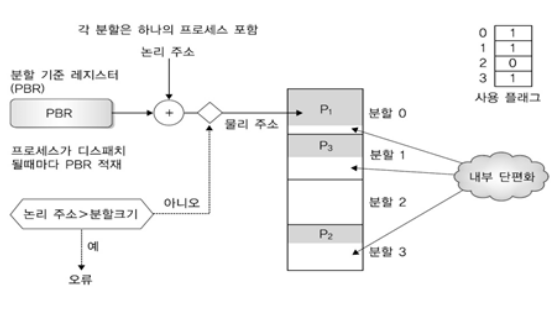 각 분할은 하나의 프로세스 포함
논리 주소
분할 기준 레지스터
(PBR)
PBR
+
물리 주소
프로세스가 디스패치
될때마다 PBR 적재
논리 주소>분할크기
아니오
예
오류
P₁
분할 0
P₃
분할 1
분할 2
P₂
분할 3
내부 단편화
0 1
1 1
2 0
3 1
사용 플래그